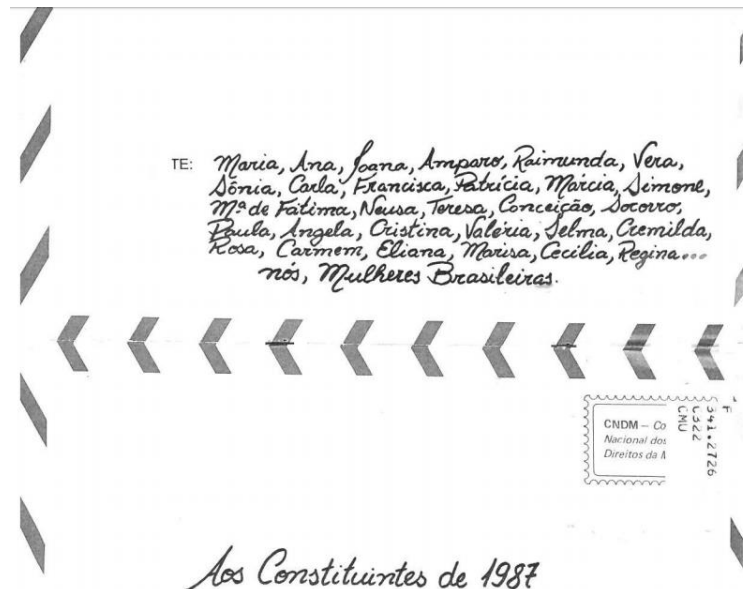 TE: Maria, Ana, Joana, Amparo, Raimunda, Vera,
Sônia, Carla, Francisca, Patrícia, Márcia, Simone,
Mª de Fátima, Neusa, Teresa, Conceição, Socorro,
Paula, Angela, Cristina, Valéria, Selma, Cremilda,
Rosa, Carmem, Eliana, Marisa, Cecilia, Regina...
nós, Mulheres Brasileiras.
CNDM – Co
Nacional dos
Direitos da M
341.2726
C322
CMU
Aos Constituintes de 1987